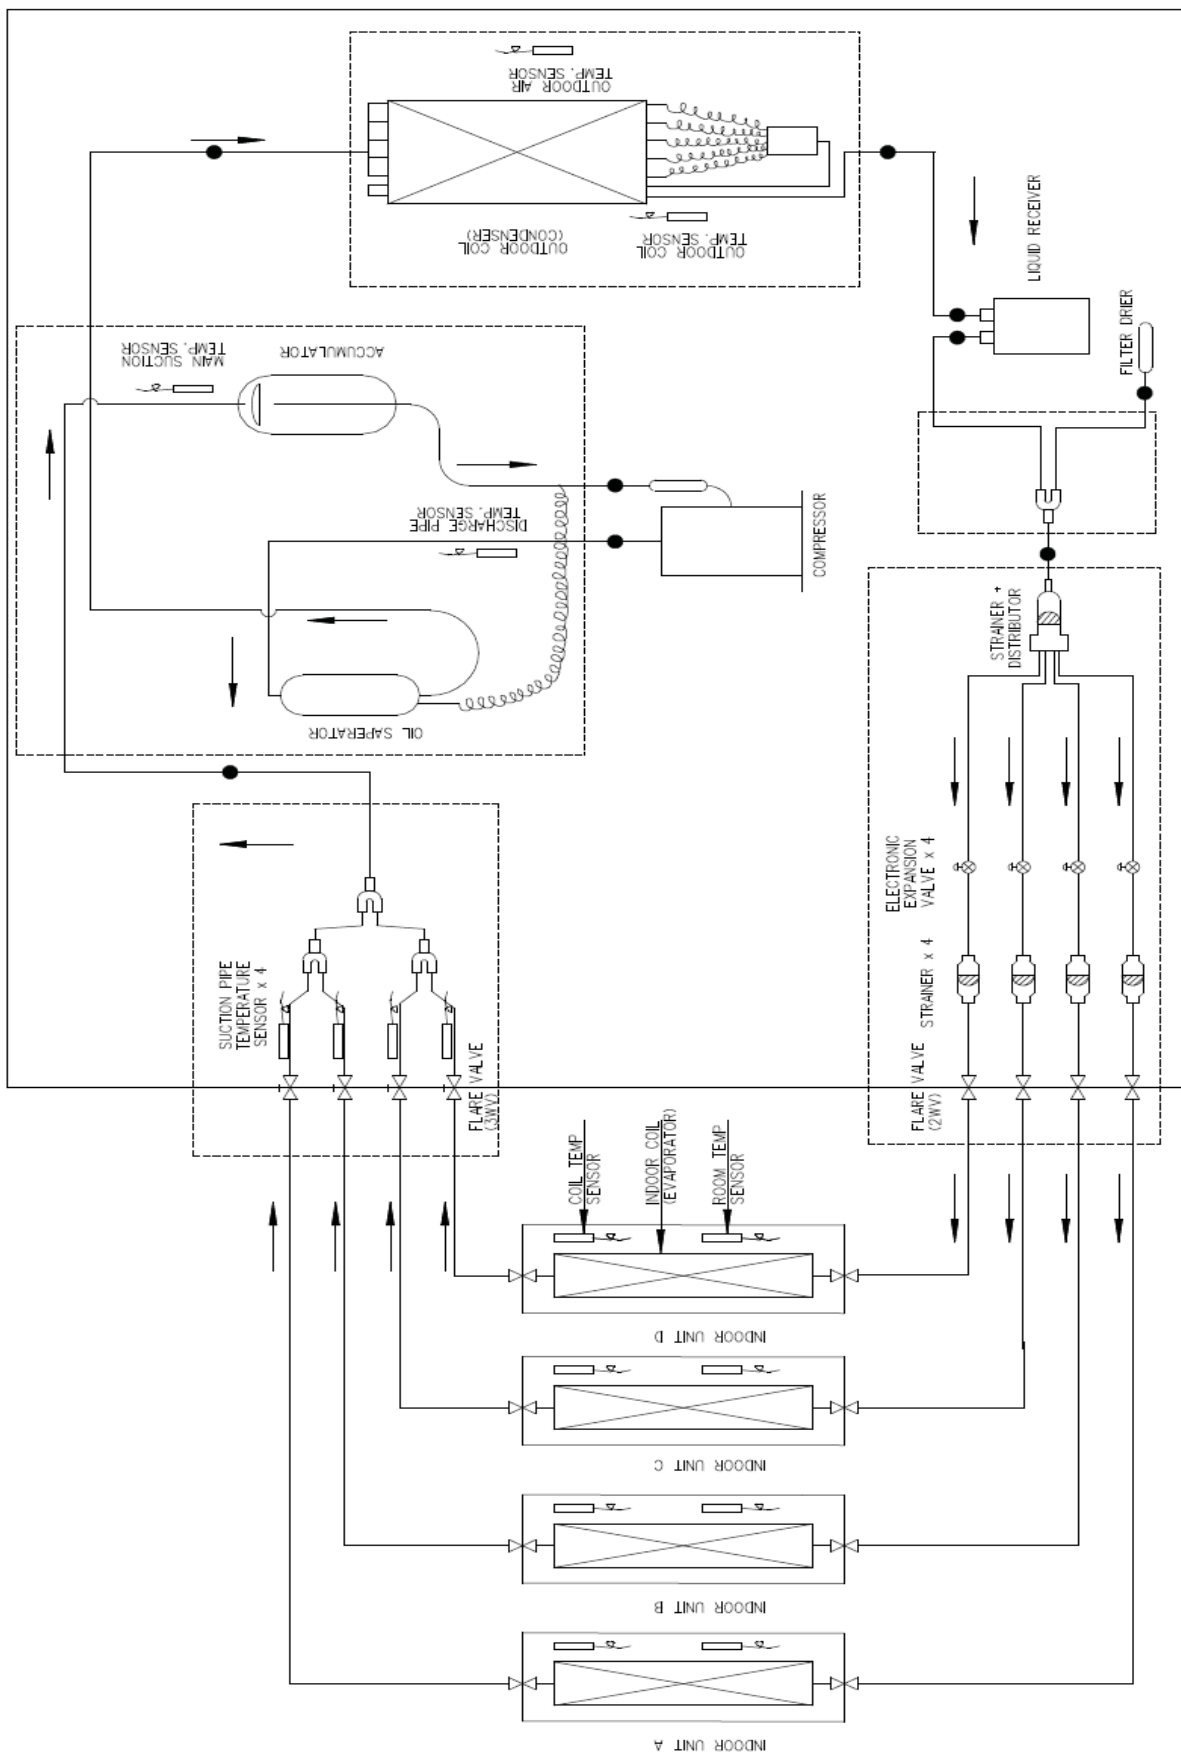 OUTDOOR AIR
TEMP. SENSOR
OUTDOOR COIL
(CONDENSER)
OUTDOOR COIL
TEMP. SENSOR
LIQUID RECEIVER
FILTER DRIER
MAIN SUCTION
TEMP. SENSOR
ACCUMULATOR
DISCHARGE PIPE
TEMP. SENSOR
COMPRESSOR
OIL SAPERATOR
STRAINER +
DISTRIBUTOR
ELECTRONIC
EXPANSION
VALVE x 4
STRAINER x 4
FLARE VALVE
(2WV)
SUCTION PIPE
TEMPERATURE
SENSOR x 4
FLARE VALVE
(3WV)
COIL TEMP
SENSOR
INDOOR COIL
(EVAPORATOR)
ROOM TEMP
SENSOR
INDOOR UNIT D
INDOOR UNIT C
INDOOR UNIT B
INDOOR UNIT A